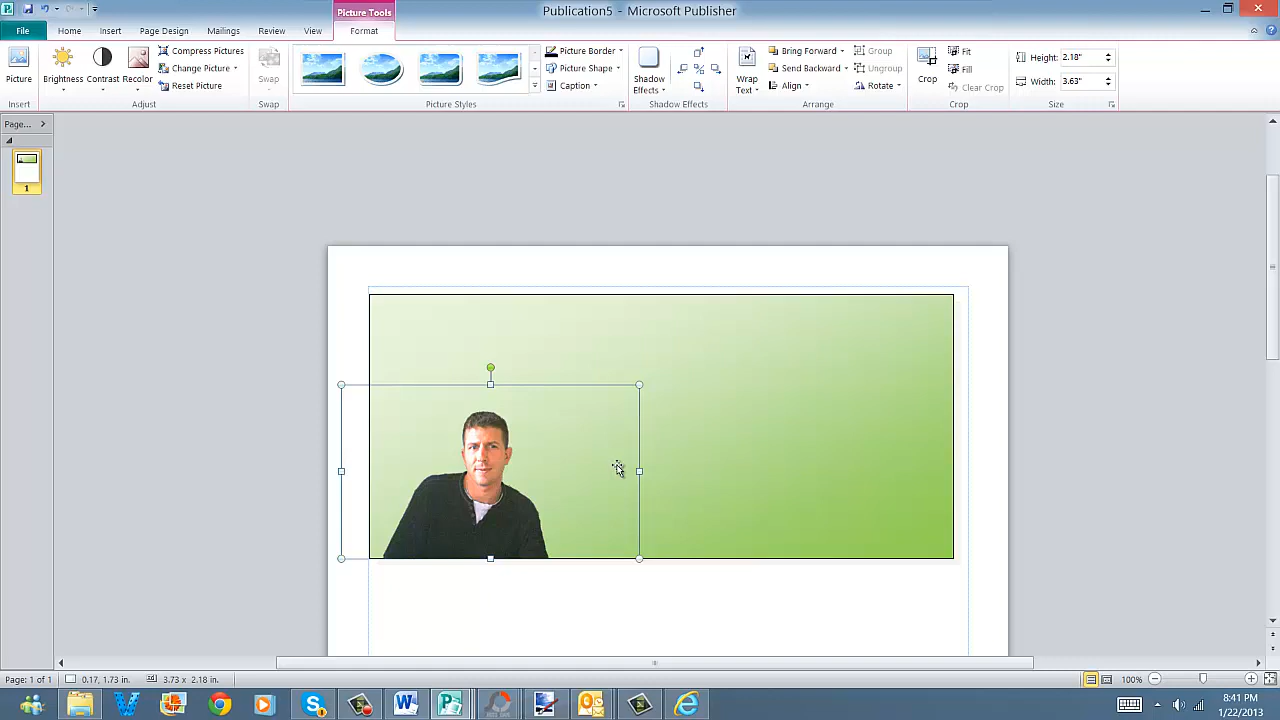 Picture Tools
Publication5 - Microsoft Publisher
File Home Insert Page Design Mailings Review View Format
Picture
Insert
Brightness Contrast Recolor
Compress Pictures
Change Picture
Reset Picture
Adjust
Swap
Swap
Picture Styles
Picture Border
Picture Shape
Caption
Shadow
Effects
Shadow Effects
Wrap
Text
Bring Forward
Send Backward
Align
Group
Ungroup
Rotate
Arrange
Crop
Fit
Fill
Clear Crop
Crop
Height: 2.18"
Width: 3.63"
Size
Page...
1
Page: 1 of 1 0.17, 1.73 in. 3.73 x 2.18 in. 100%
8:41 PM
1/22/2013